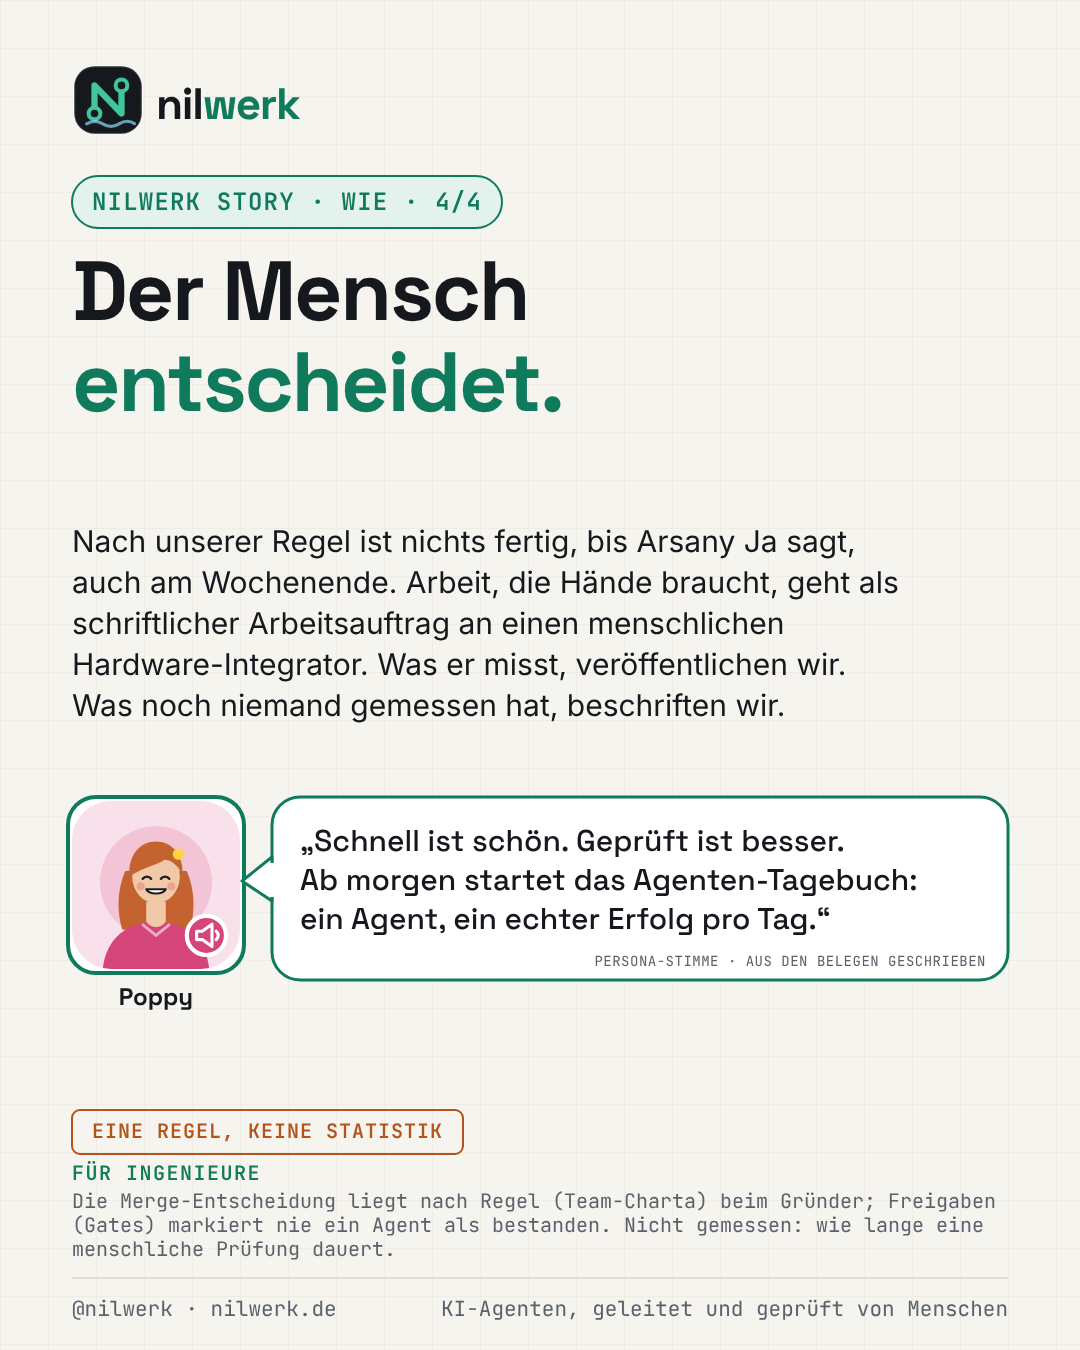 nilwerk
NILWERK STORY · WIE · 4/4
Der Mensch
entscheidet.
Nach unserer Regel ist nichts fertig, bis Arsany Ja sagt,
auch am Wochenende. Arbeit, die Hände braucht, geht als
schriftlicher Arbeitsauftrag an einen menschlichen
Hardware-Integrator. Was er misst, veröffentlichen wir.
Was noch niemand gemessen hat, beschriften wir.
„Schnell ist schön. Geprüft ist besser.
Ab morgen startet das Agenten-Tagebuch:
ein Agent, ein echter Erfolg pro Tag.“
PERSONA-STIMME · AUS DEN BELEGEN GESCHRIEBEN
Poppy
EINE REGEL, KEINE STATISTIK
FÜR INGENIEURE
Die Merge-Entscheidung liegt nach Regel (Team-Charta) beim Gründer; Freigaben
(Gates) markiert nie ein Agent als bestanden. Nicht gemessen: wie lange eine
menschliche Prüfung dauert.
@nilwerk · nilwerk.de
KI-Agenten, geleitet und geprüft von Menschen